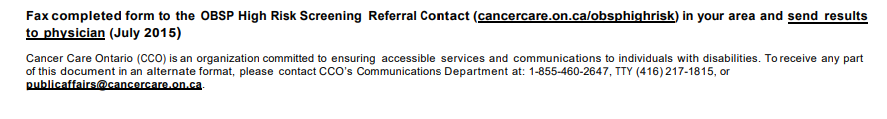 Fax completed form to the OBSP High Risk Screening Referral Contact (cancercare.on.ca/obsphighrisk) in your area and send results
to physician (July 2015)
Cancer Care Ontario (CCO) is an organization committed to ensuring accessible services and communications to individuals with disabilities. To receive any part
of this document in an alternate format, please contact CCO's Communications Department at: 1-855-460-2647, TTY (416) 217-1815, or
publicaffairs@cancercare.on.ca.